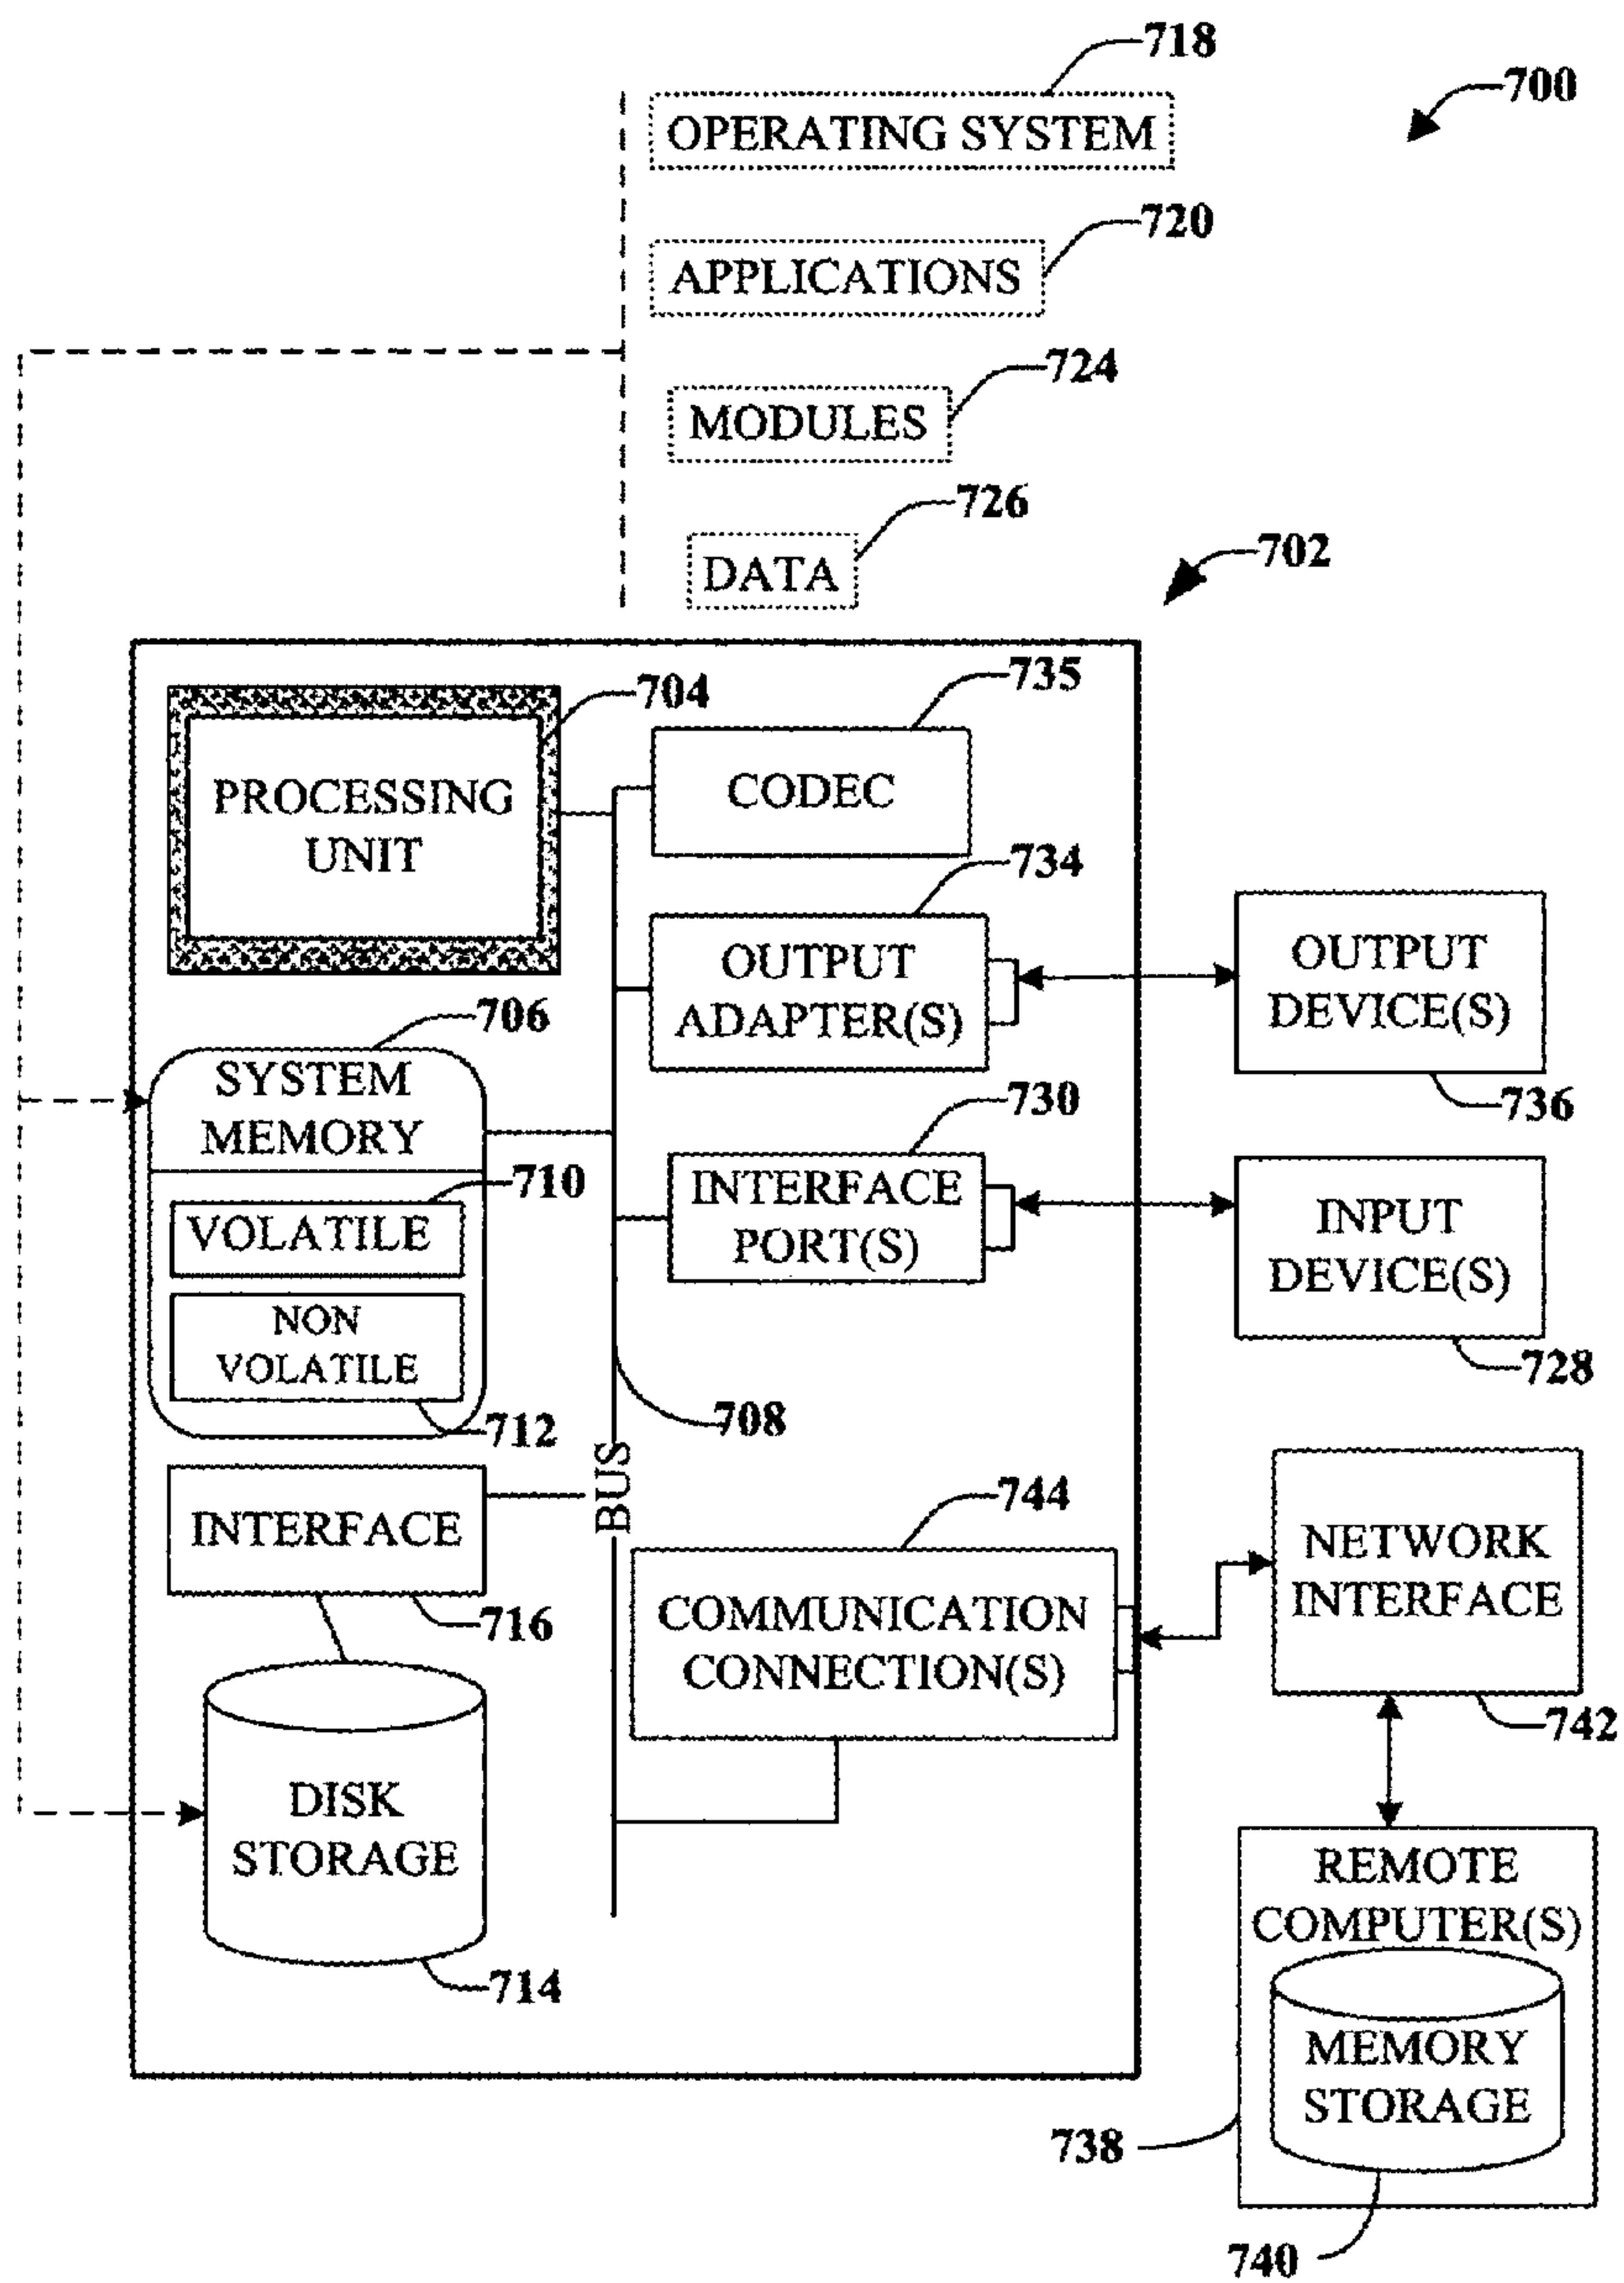 718
700
OPERATING SYSTEM
720
APPLICATIONS
724
MODULES
726
DATA
702
735
704
PROCESSING
UNIT
CODEC
734
OUTPUT
ADAPTER(S)
OUTPUT
DEVICE(S)
736
706
SYSTEM
MEMORY
710
VOLATILE
NON
VOLATILE
712
730
INTERFACE
PORT(S)
INPUT
DEVICE(S)
728
708
BUS
INTERFACE
716
744
COMMUNICATION
CONNECTION(S)
NETWORK
INTERFACE
742
DISK
STORAGE
714
REMOTE
COMPUTER(S)
MEMORY
STORAGE
738
740